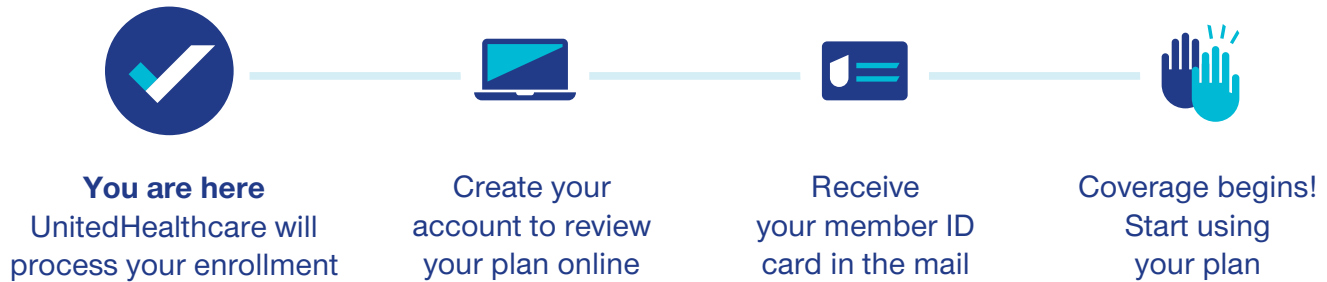 You are here
UnitedHealthcare will
process your enrollment
Create your
account to review
your plan online
Receive
your member ID
card in the mail
Coverage begins!
Start using
your plan